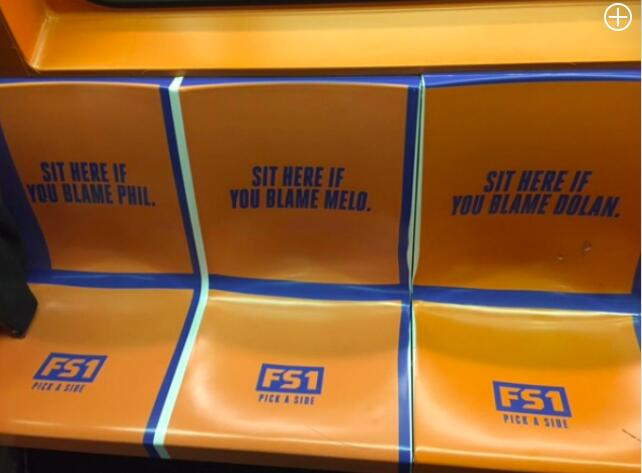 SIT HERE IF
YOU BLAME PHIL.
SIT HERE IF
YOU BLAME MELO.
SIT HERE IF
YOU BLAME DOLAN.
FS1
PICK A SIDE
FS1
PICK A SIDE
FS1
PICK A SIDE